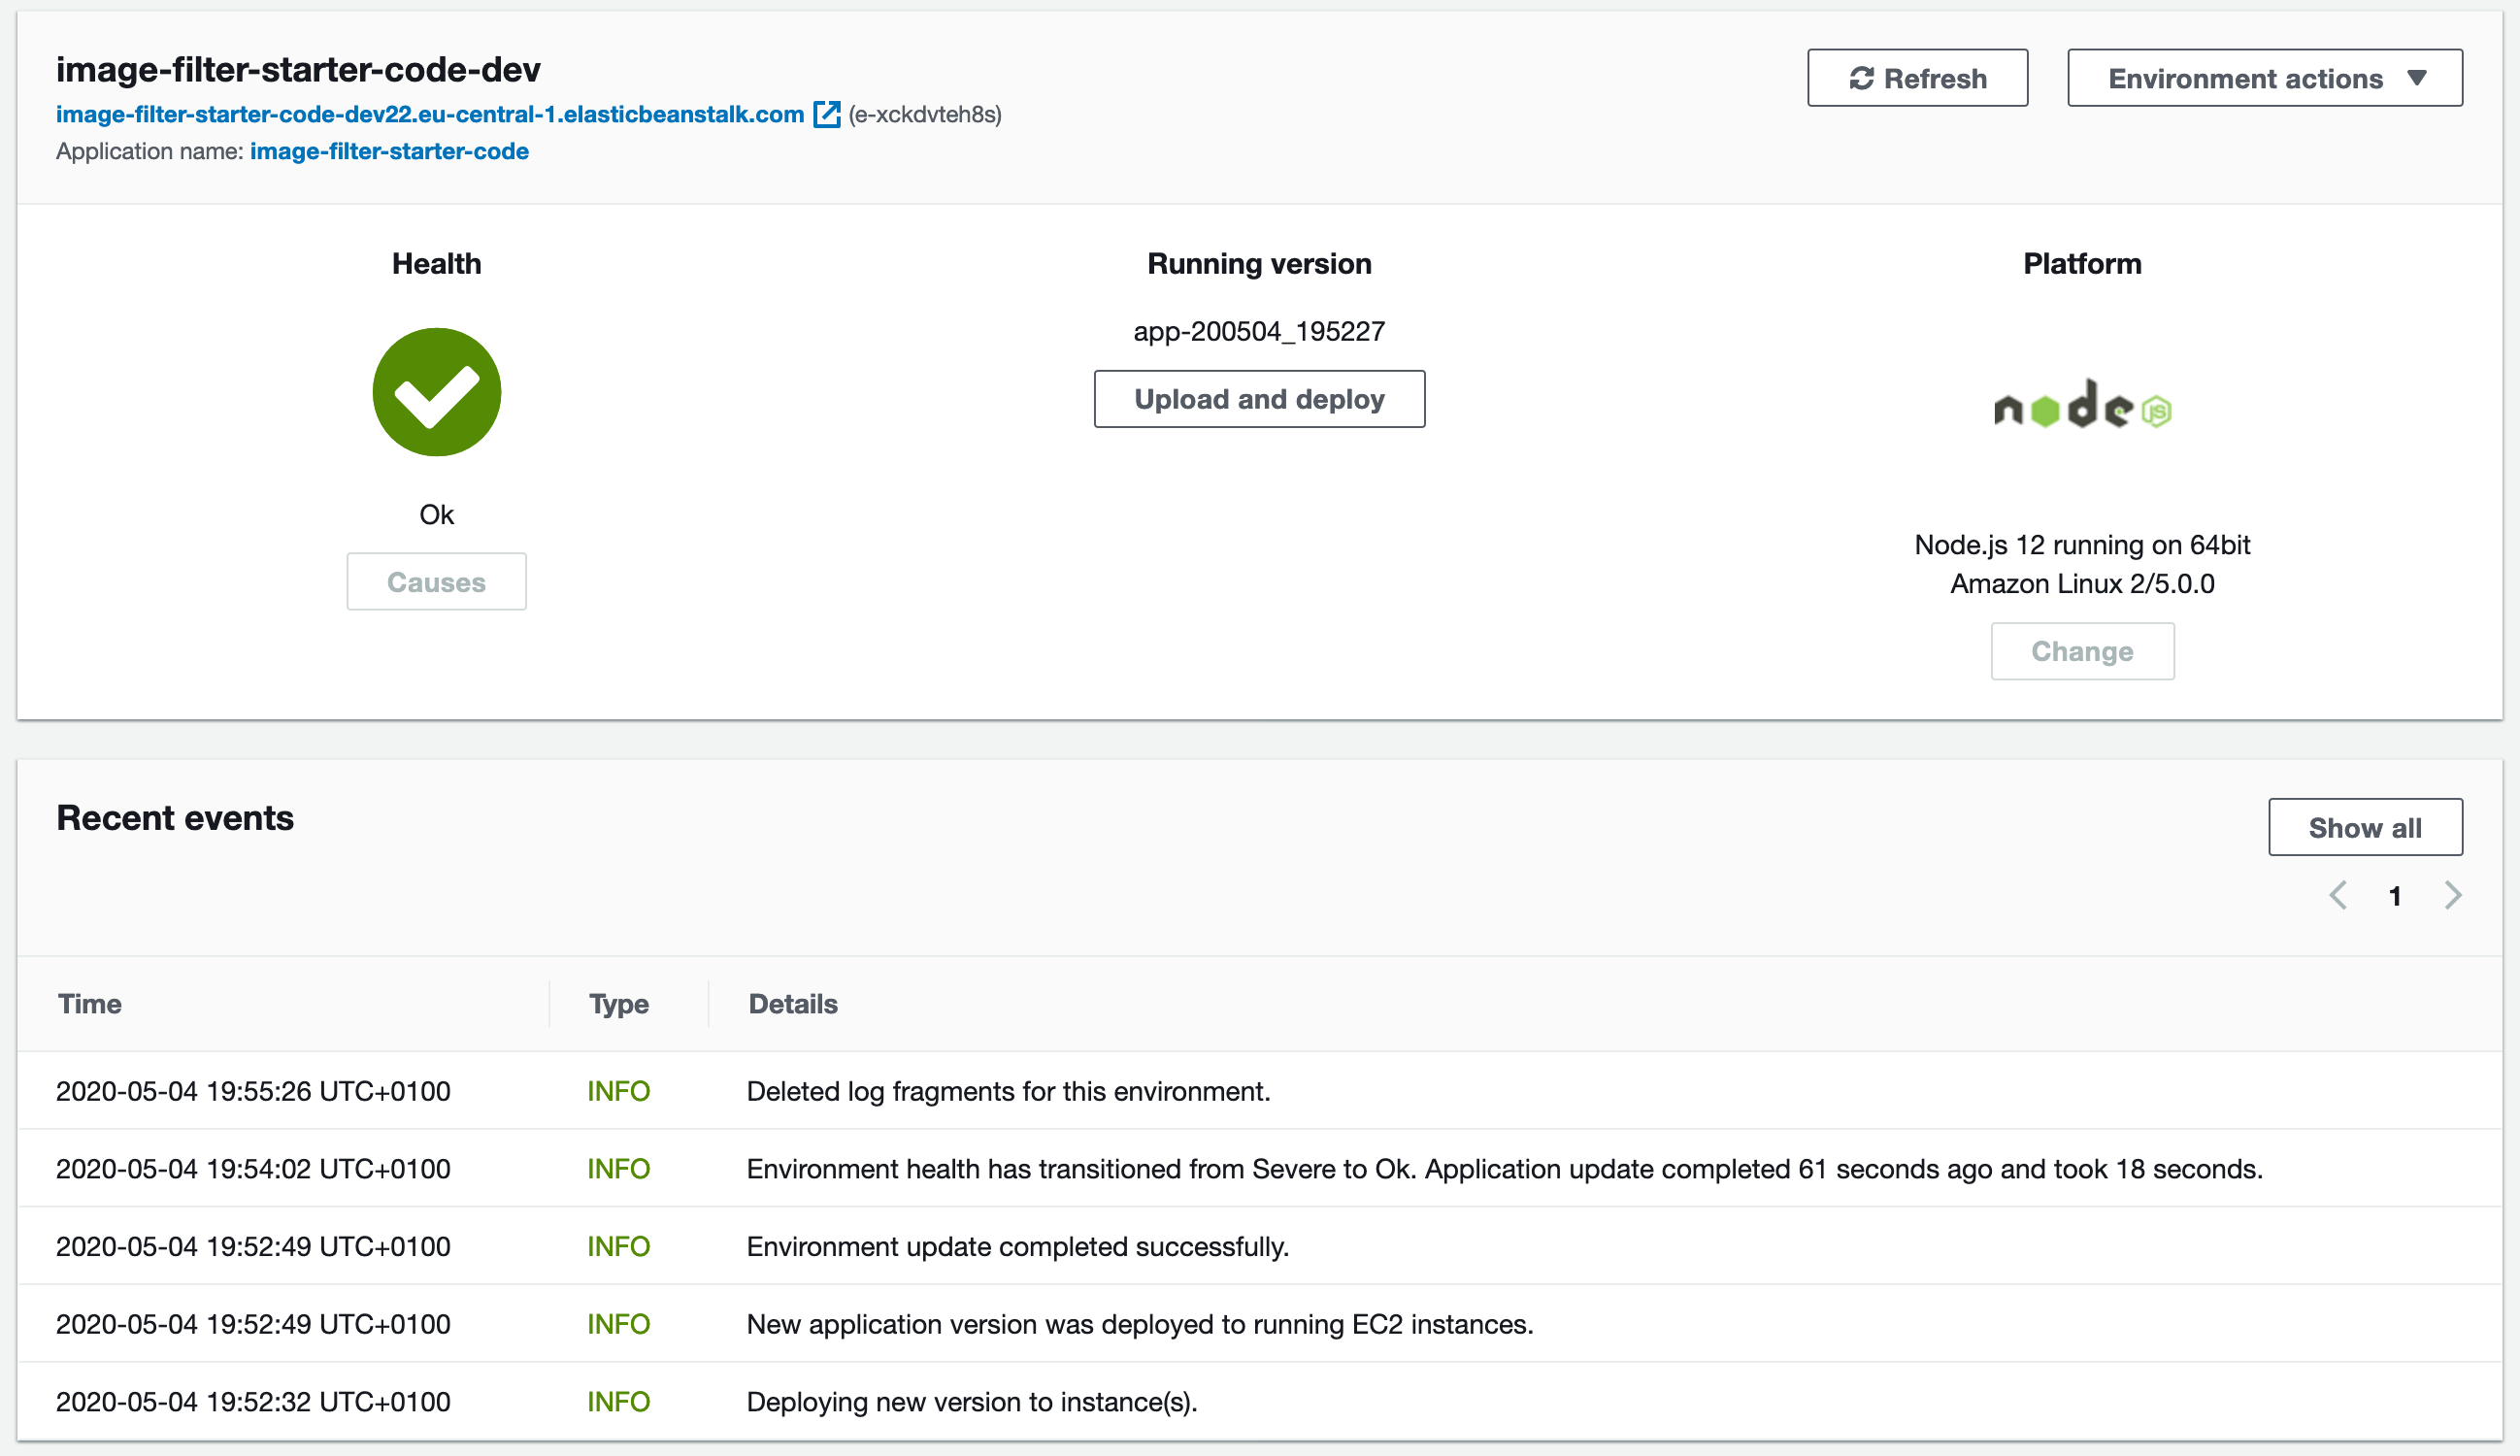 image-filter-starter-code-dev
Refresh
Environment actions
image-filter-starter-code-dev22.eu-central-1.elasticbeanstalk.com (e-xckdvteh8s)
Application name: image-filter-starter-code
Health
Ok
Causes
Running version
app-200504_195227
Upload and deploy
Platform
node JS
Node.js 12 running on 64bit
Amazon Linux 2/5.0.0
Change
Recent events
Show all
1
Time Type Details
2020-05-04 19:55:26 UTC+0100 INFO Deleted log fragments for this environment.
2020-05-04 19:54:02 UTC+0100 INFO Environment health has transitioned from Severe to Ok. Application update completed 61 seconds ago and took 18 seconds.
2020-05-04 19:52:49 UTC+0100 INFO Environment update completed successfully.
2020-05-04 19:52:49 UTC+0100 INFO New application version was deployed to running EC2 instances.
2020-05-04 19:52:32 UTC+0100 INFO Deploying new version to instance(s).